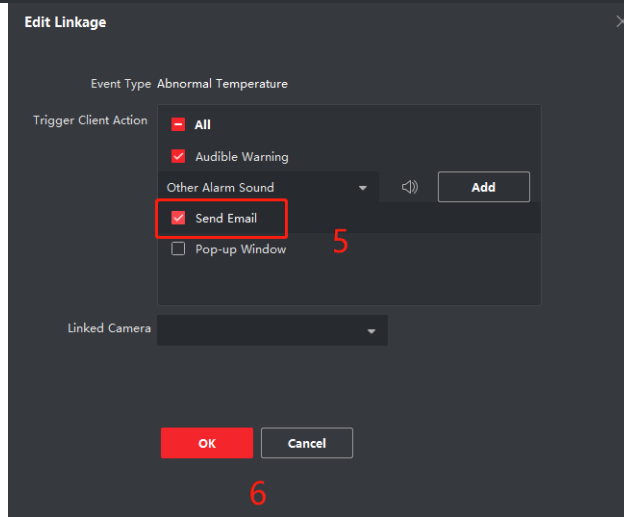 Edit Linkage
Event Type Abnormal Temperature
Trigger Client Action
All
Audible Warning
Other Alarm Sound Add
Send Email
5
Pop-up Window
Linked Camera
OK Cancel
6